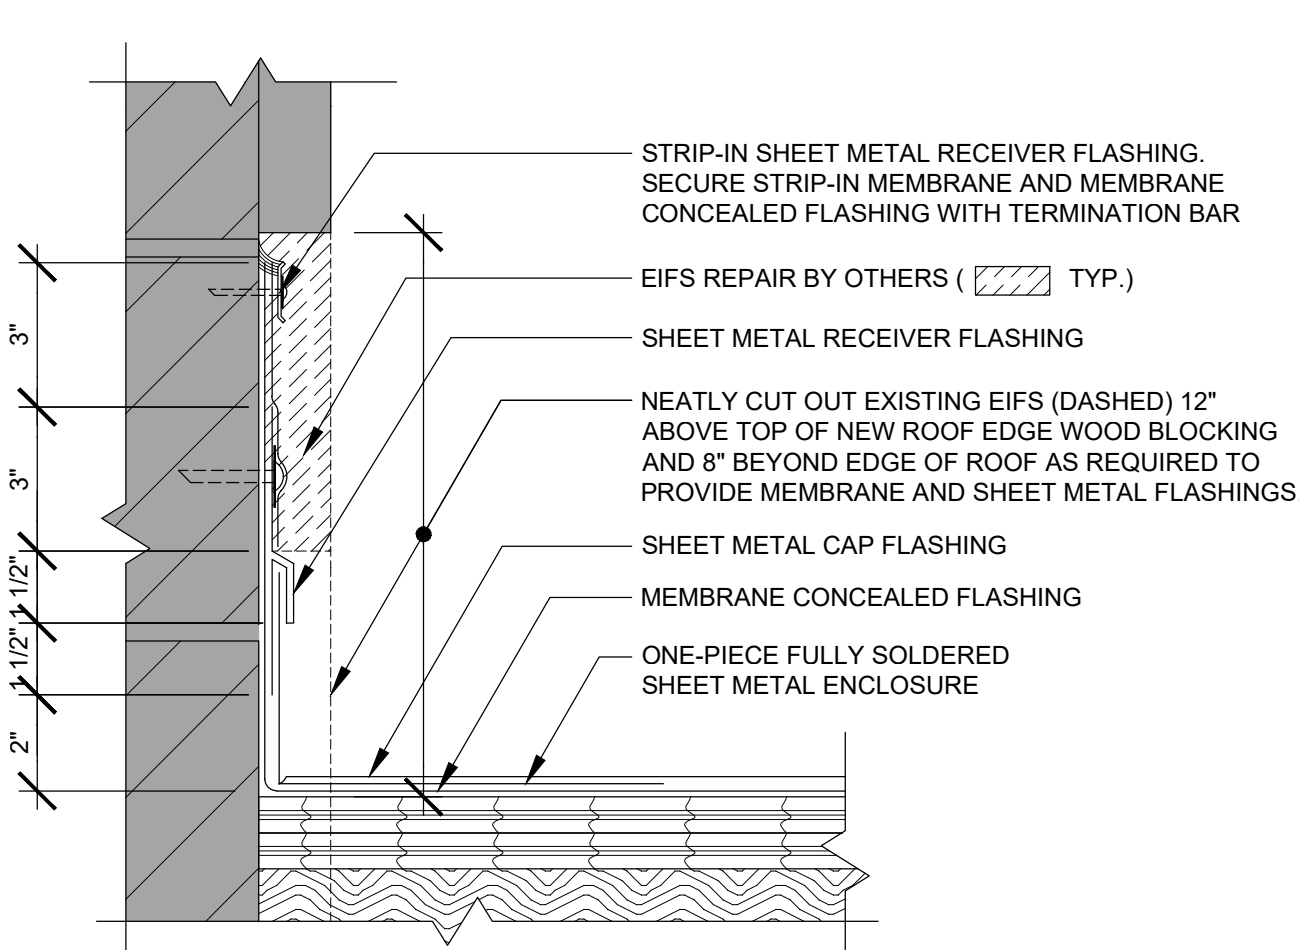 STRIP-IN SHEET METAL RECEIVER FLASHING.
SECURE STRIP-IN MEMBRANE AND MEMBRANE
CONCEALED FLASHING WITH TERMINATION BAR
EIFS REPAIR BY OTHERS ( TYP.)
SHEET METAL RECEIVER FLASHING
NEATLY CUT OUT EXISTING EIFS (DASHED) 12"
ABOVE TOP OF NEW ROOF EDGE WOOD BLOCKING
AND 8" BEYOND EDGE OF ROOF AS REQUIRED TO
PROVIDE MEMBRANE AND SHEET METAL FLASHINGS.
SHEET METAL CAP FLASHING
MEMBRANE CONCEALED FLASHING
ONE-PIECE FULLY SOLDERED
SHEET METAL ENCLOSURE
3"
3"
1 1/2"
1 1/2"
2"